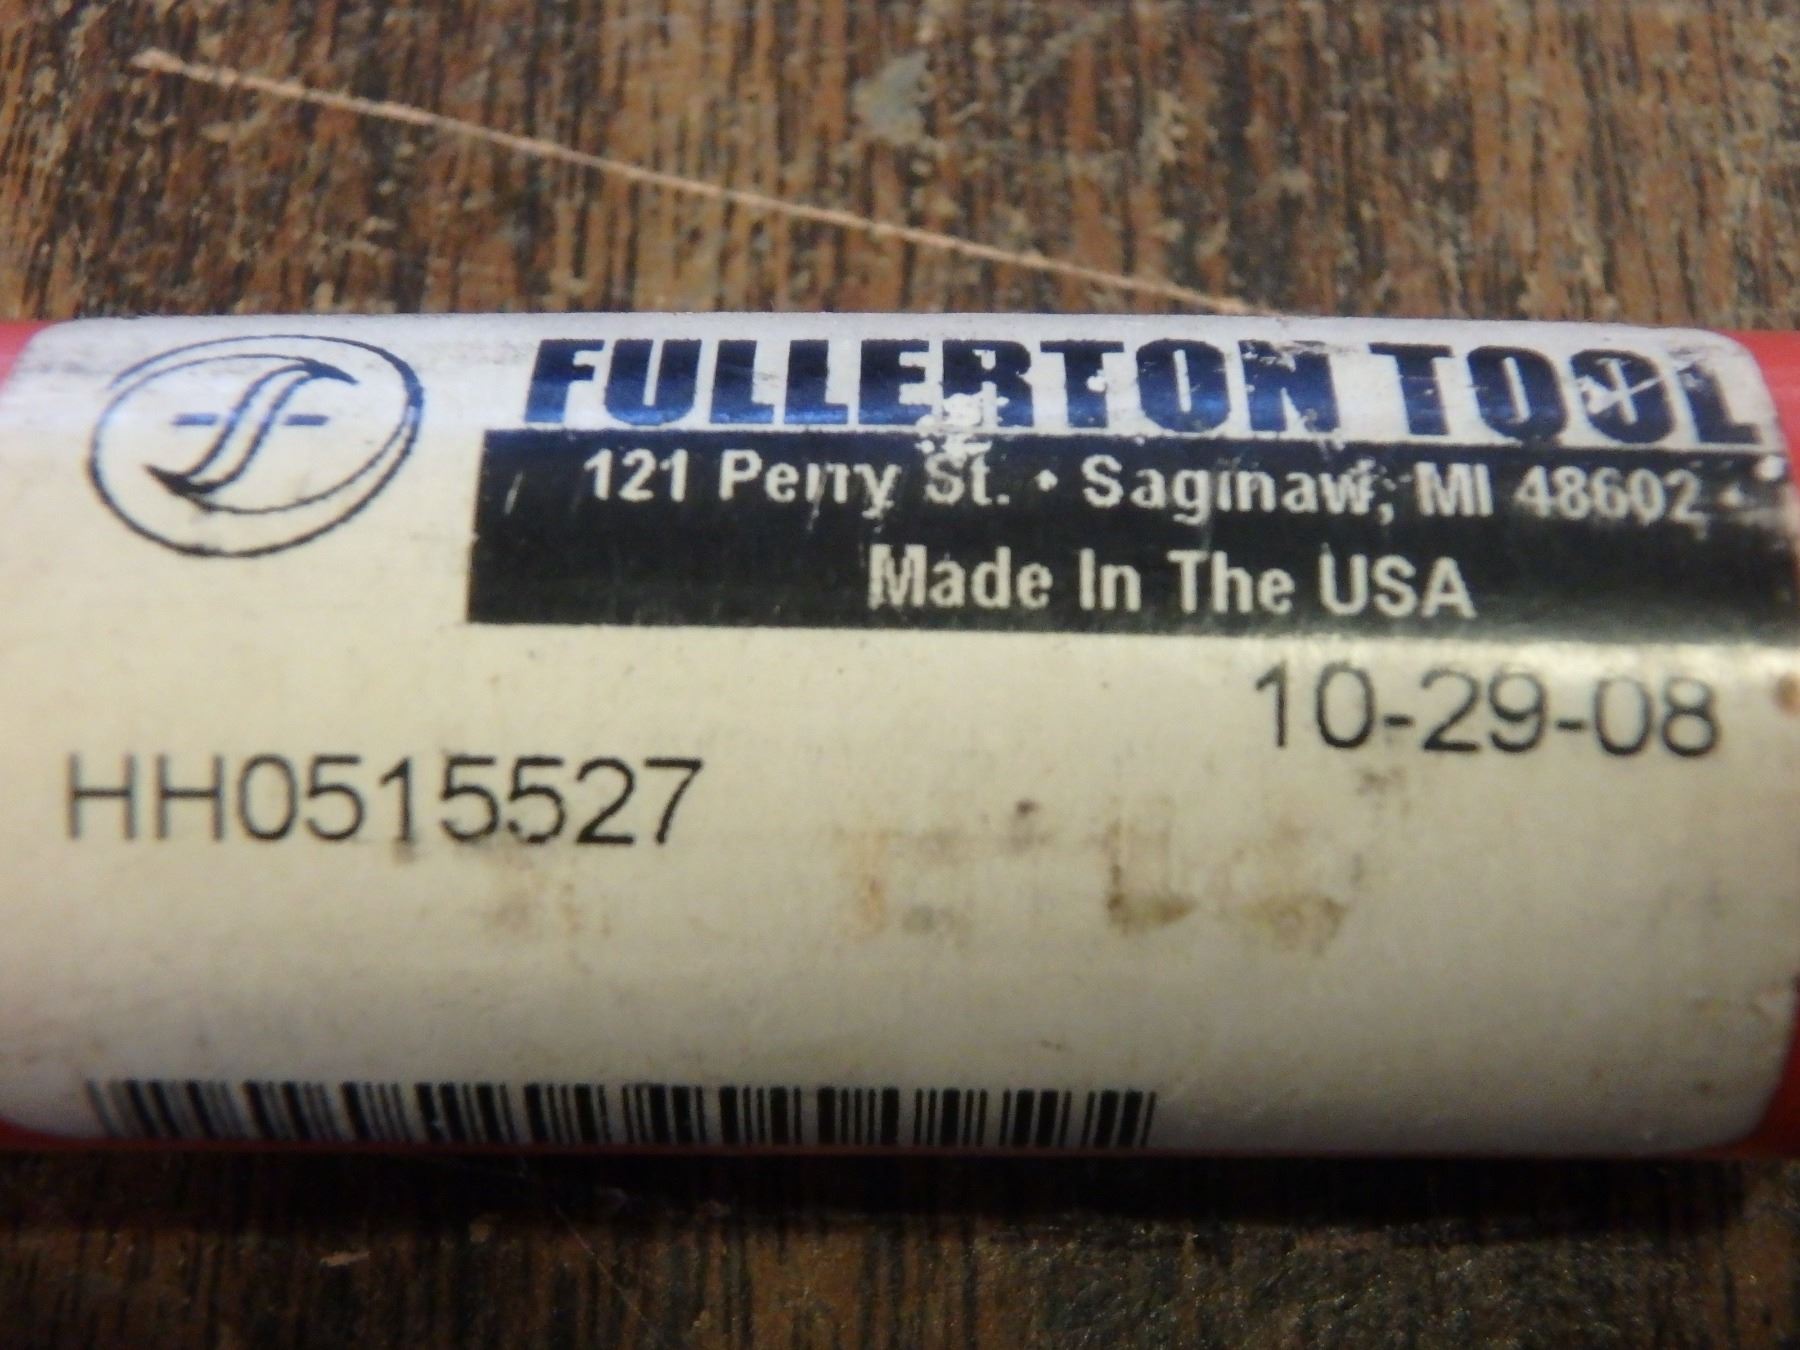 FULLERTON TOOL
121 Perry St. • Saginaw, MI 48602
Made In The USA
10-29-08
HH0515527